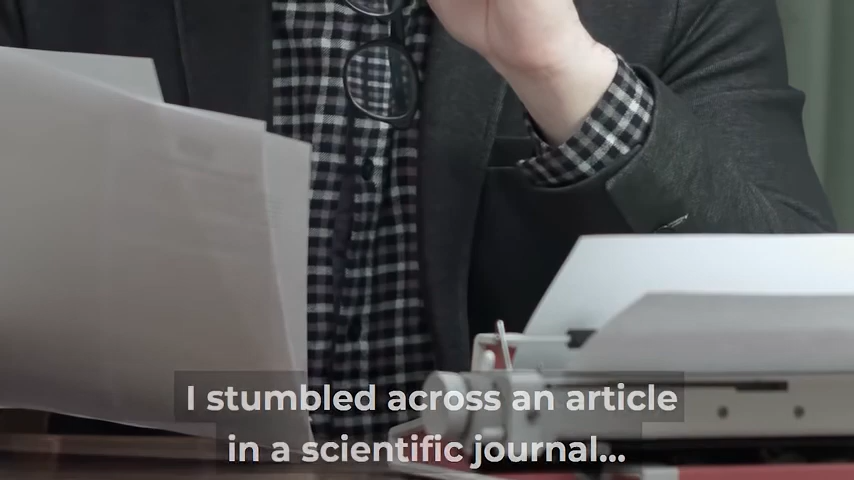 I stumbled across an article
in a scientific journal...